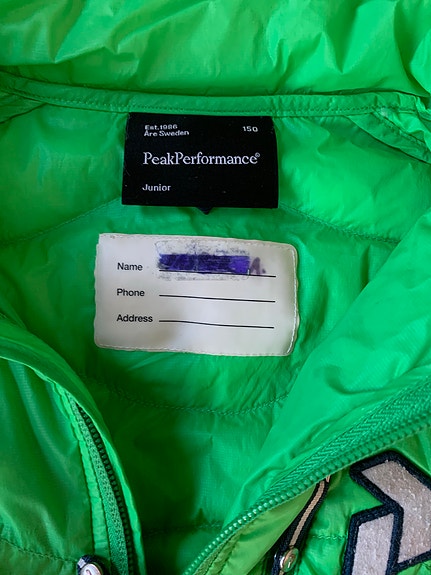 Est.1986 150
Åre Sweden
PeakPerformance®
Junior
Name A.
Phone
Address